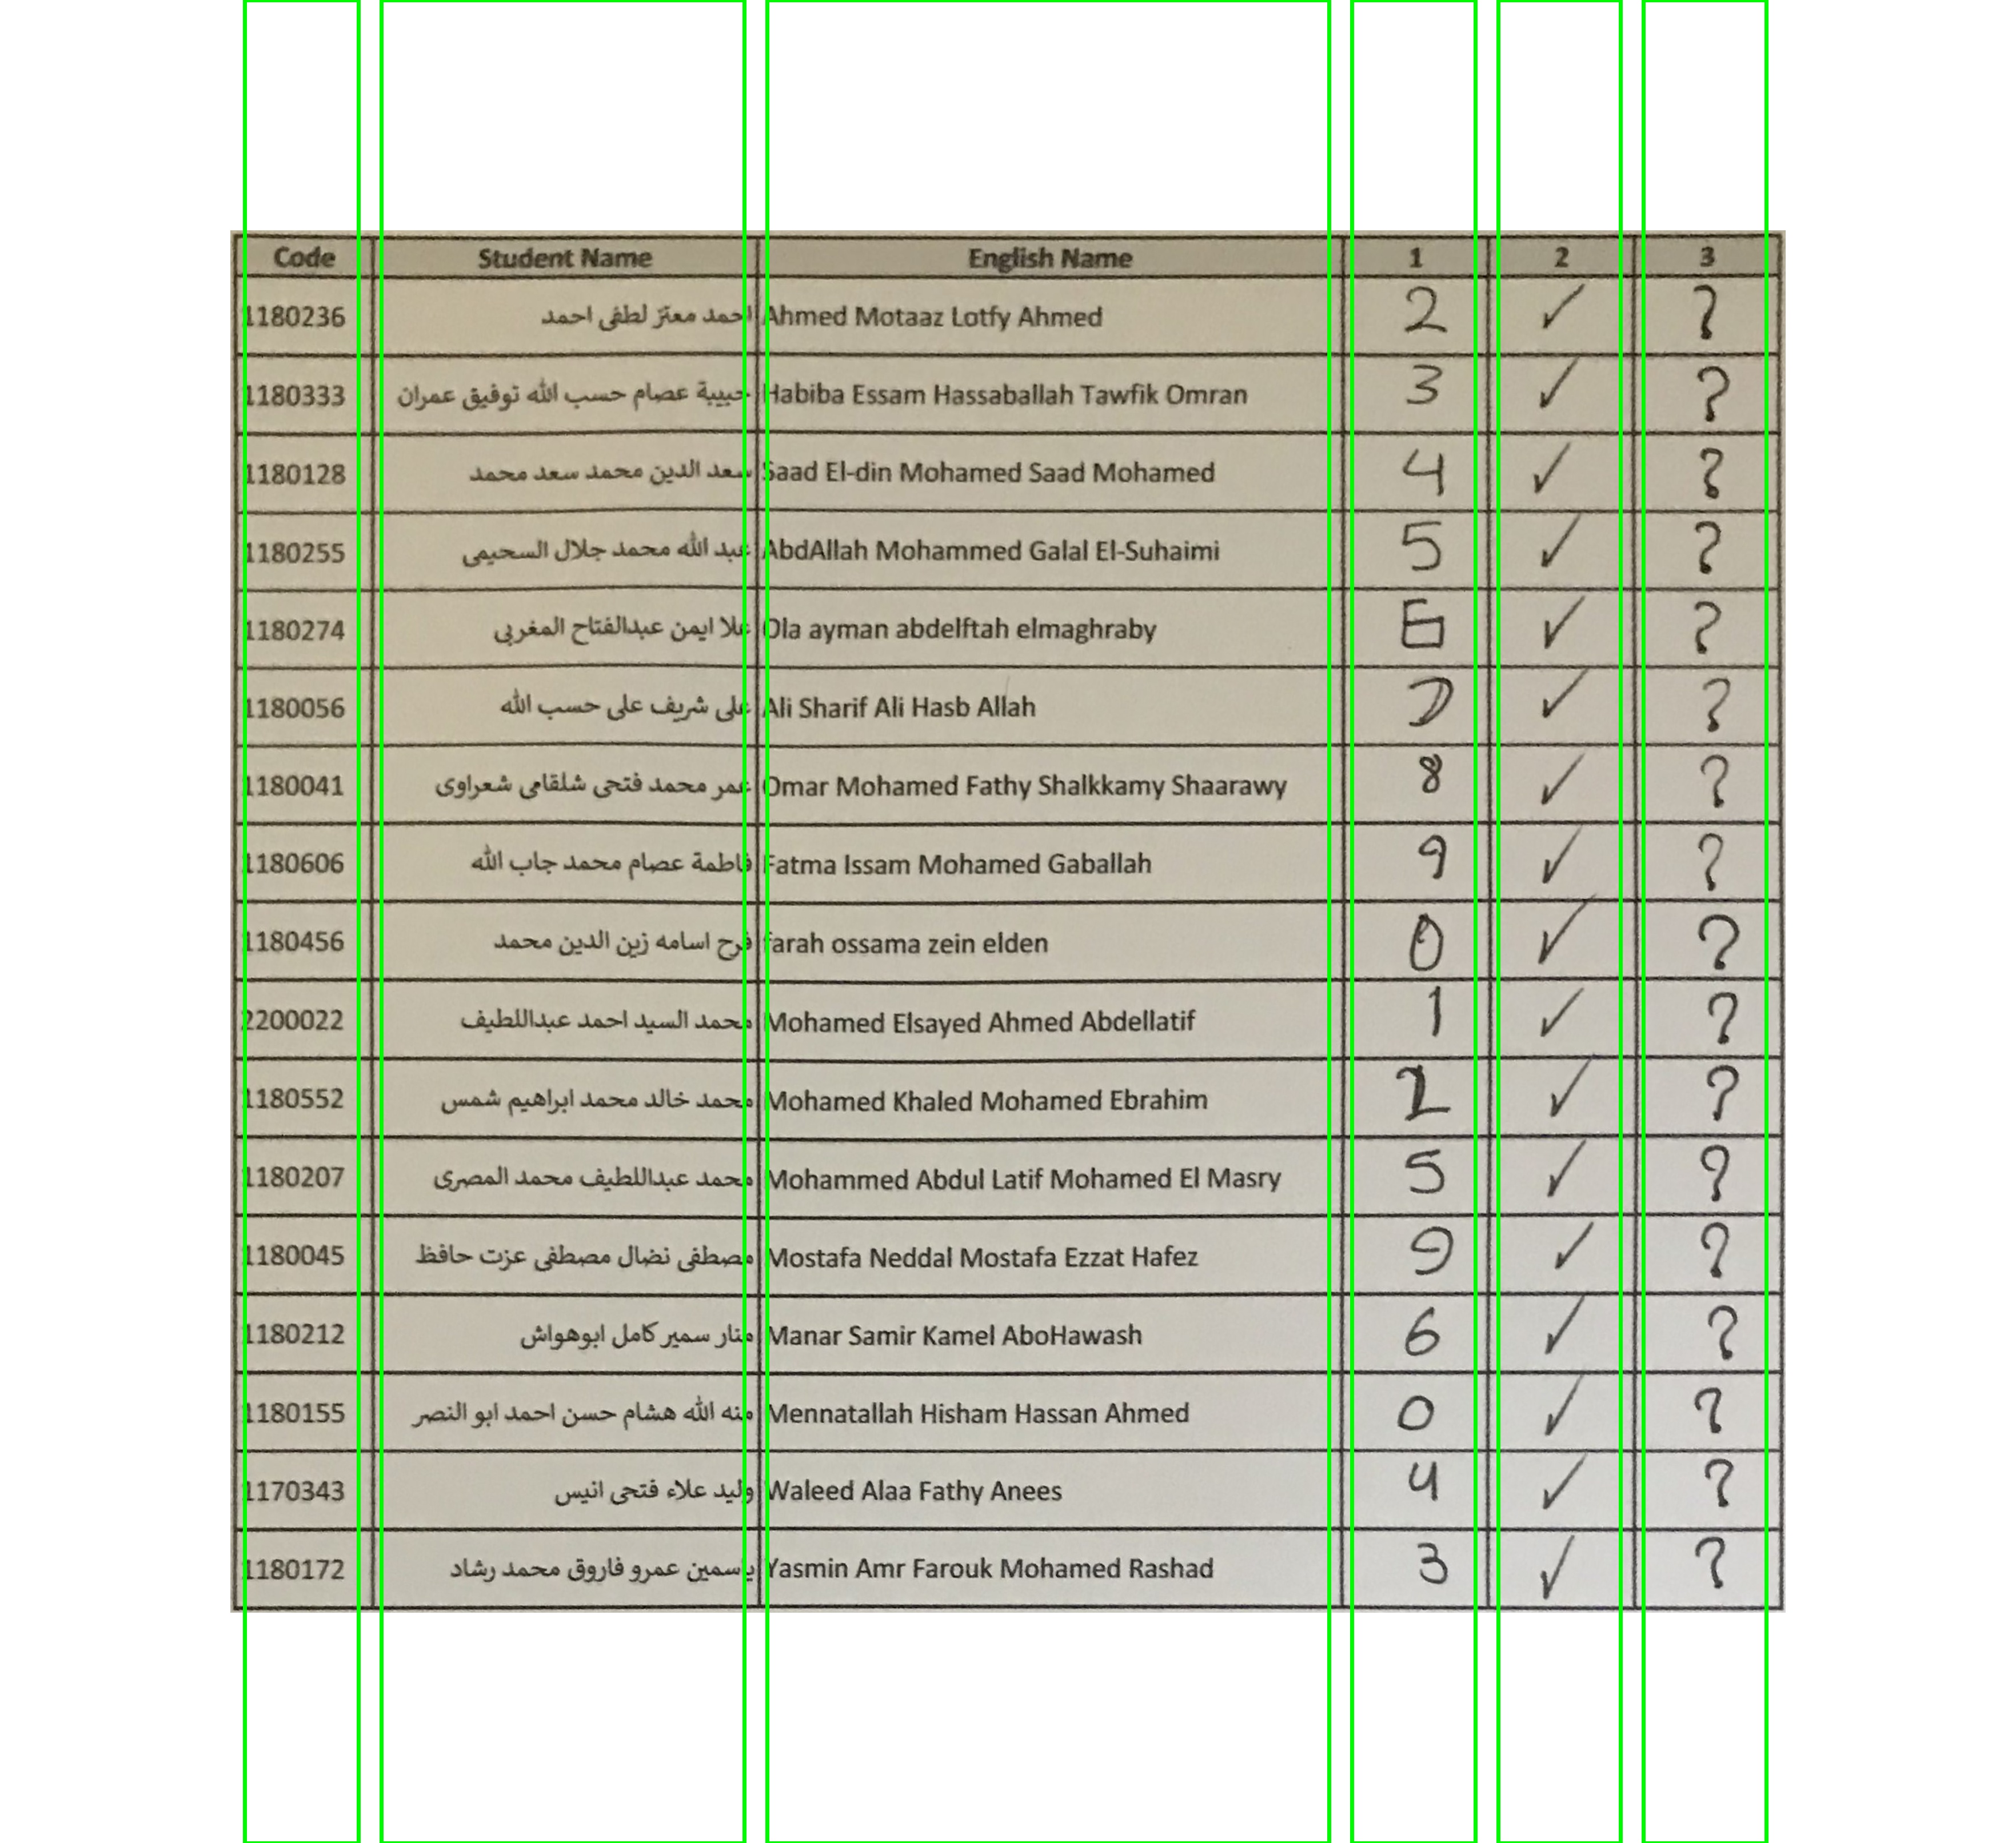 Code Student Name English Name 1 2 3
1180236 احمد معتز لطفى احمد Ahmed Motaaz Lotfy Ahmed 2 ✓ ?
1180333 حبيبة عصام حسب الله توفيق عمران Habiba Essam Hassaballah Tawfik Omran 3 ✓ ?
1180128 سعد الدين محمد سعد محمد Saad El-din Mohamed Saad Mohamed 4 ✓ ?
1180255 عبد الله محمد جلال السحيمى AbdAllah Mohammed Galal El-Suhaimi 5 ✓ ?
1180274 علا ايمن عبدالفتاح المغربى Ola ayman abdelftah elmaghraby 6 ✓ ?
1180056 على شريف على حسب الله Ali Sharif Ali Hasb Allah 7 ✓ ?
1180041 عمر محمد فتحى شلقامى شعراوى Omar Mohamed Fathy Shalkkamy Shaarawy 8 ✓ ?
1180606 فاطمة عصام محمد جاب الله Fatma Issam Mohamed Gaballah 9 ✓ ?
1180456 فرح اسامه زين الدين محمد farah ossama zein elden 0 ✓ ?
2200022 محمد السيد احمد عبداللطيف Mohamed Elsayed Ahmed Abdellatif 1 ✓ ?
1180552 محمد خالد محمد ابراهيم شمس Mohamed Khaled Mohamed Ebrahim 2 ✓ ?
1180207 محمد عبداللطيف محمد المصرى Mohammed Abdul Latif Mohamed El Masry 5 ✓ ?
1180045 مصطفى نضال مصطفى عزت حافظ Mostafa Neddal Mostafa Ezzat Hafez 9 ✓ ?
1180212 منار سمير كامل ابوهواش Manar Samir Kamel AboHawash 6 ✓ ?
1180155 منه الله هشام حسن احمد ابو النصر Mennatallah Hisham Hassan Ahmed 0 ✓ ?
1170343 وليد علاء فتحى انيس Waleed Alaa Fathy Anees 4 ✓ ?
1180172 ياسمين عمرو فاروق محمد رشاد Yasmin Amr Farouk Mohamed Rashad 3 ✓ ?